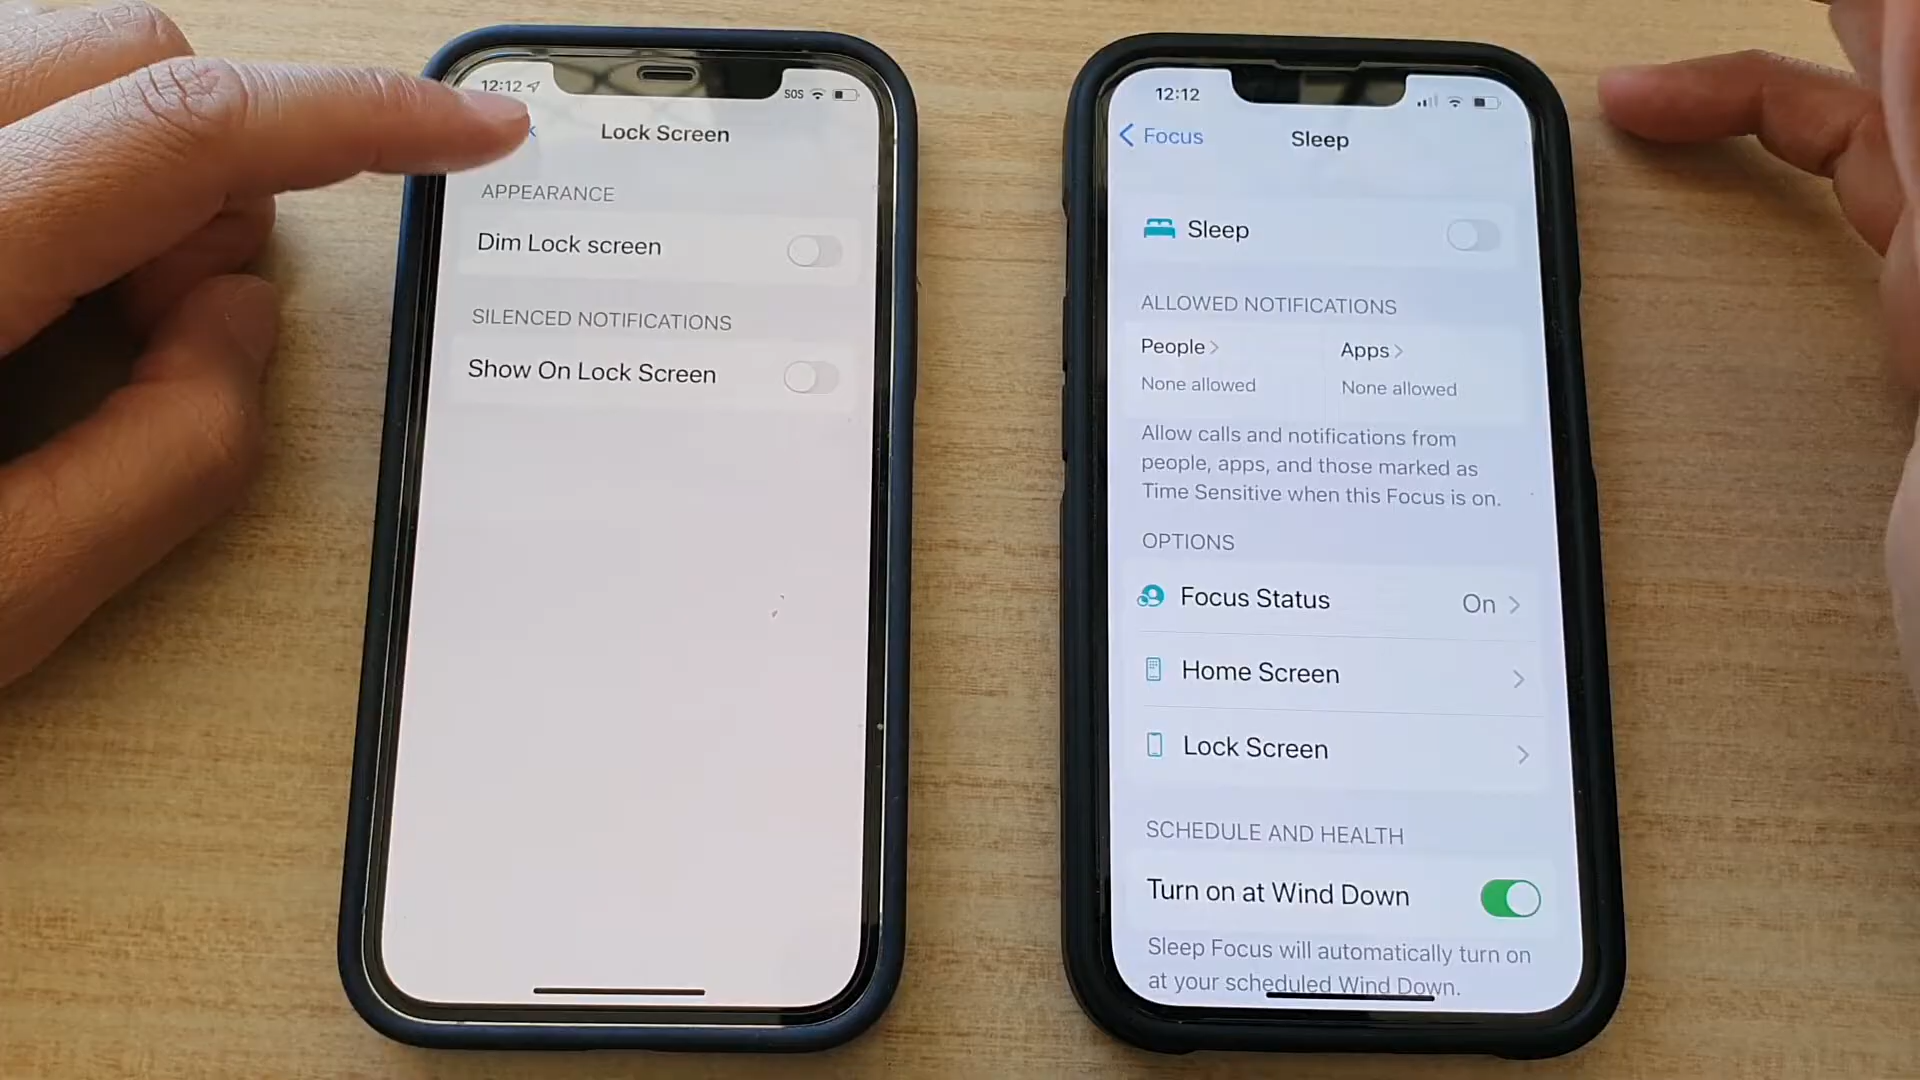 12:12
SOS
Lock Screen
APPEARANCE
Dim Lock screen
SILENCED NOTIFICATIONS
Show On Lock Screen
12:12
Focus
Sleep
Sleep
ALLOWED NOTIFICATIONS
People
Apps
None allowed
None allowed
Allow calls and notifications from
people, apps, and those marked as
Time Sensitive when this Focus is on.
OPTIONS
Focus Status
On
Home Screen
Lock Screen
SCHEDULE AND HEALTH
Turn on at Wind Down
Sleep Focus will automatically turn on
at your scheduled Wind Down.